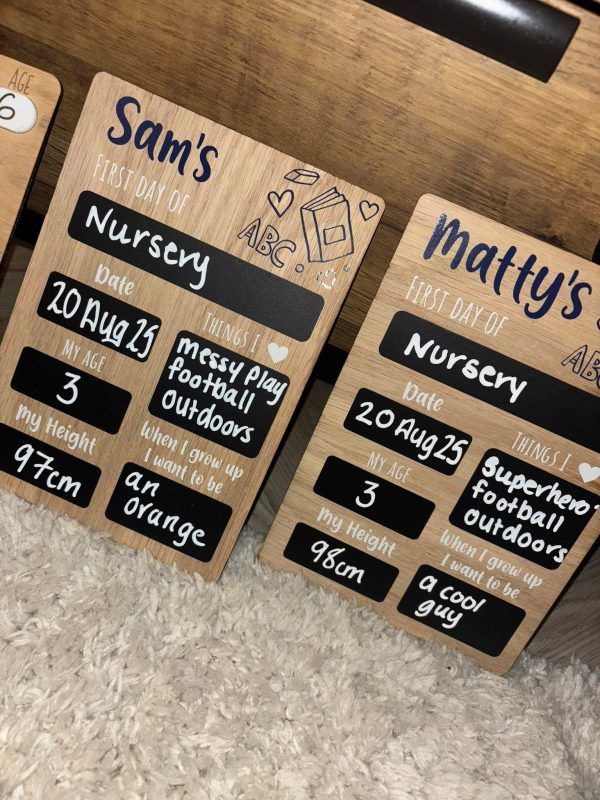 AGE
6
Sam's
FIRST DAY OF
Nursery
ABC
Date
20 Aug 25
MY AGE
3
My Height
97cm
THINGS I
messy play
football
outdoors
When I grow up
I want to be
an
orange
Matty's
FIRST DAY OF
Nursery
ABC
Date
20 Aug 25
MY AGE
3
My Height
98cm
THINGS I
Superhero
football
outdoors
When I grow up
I want to be
a cool
guy